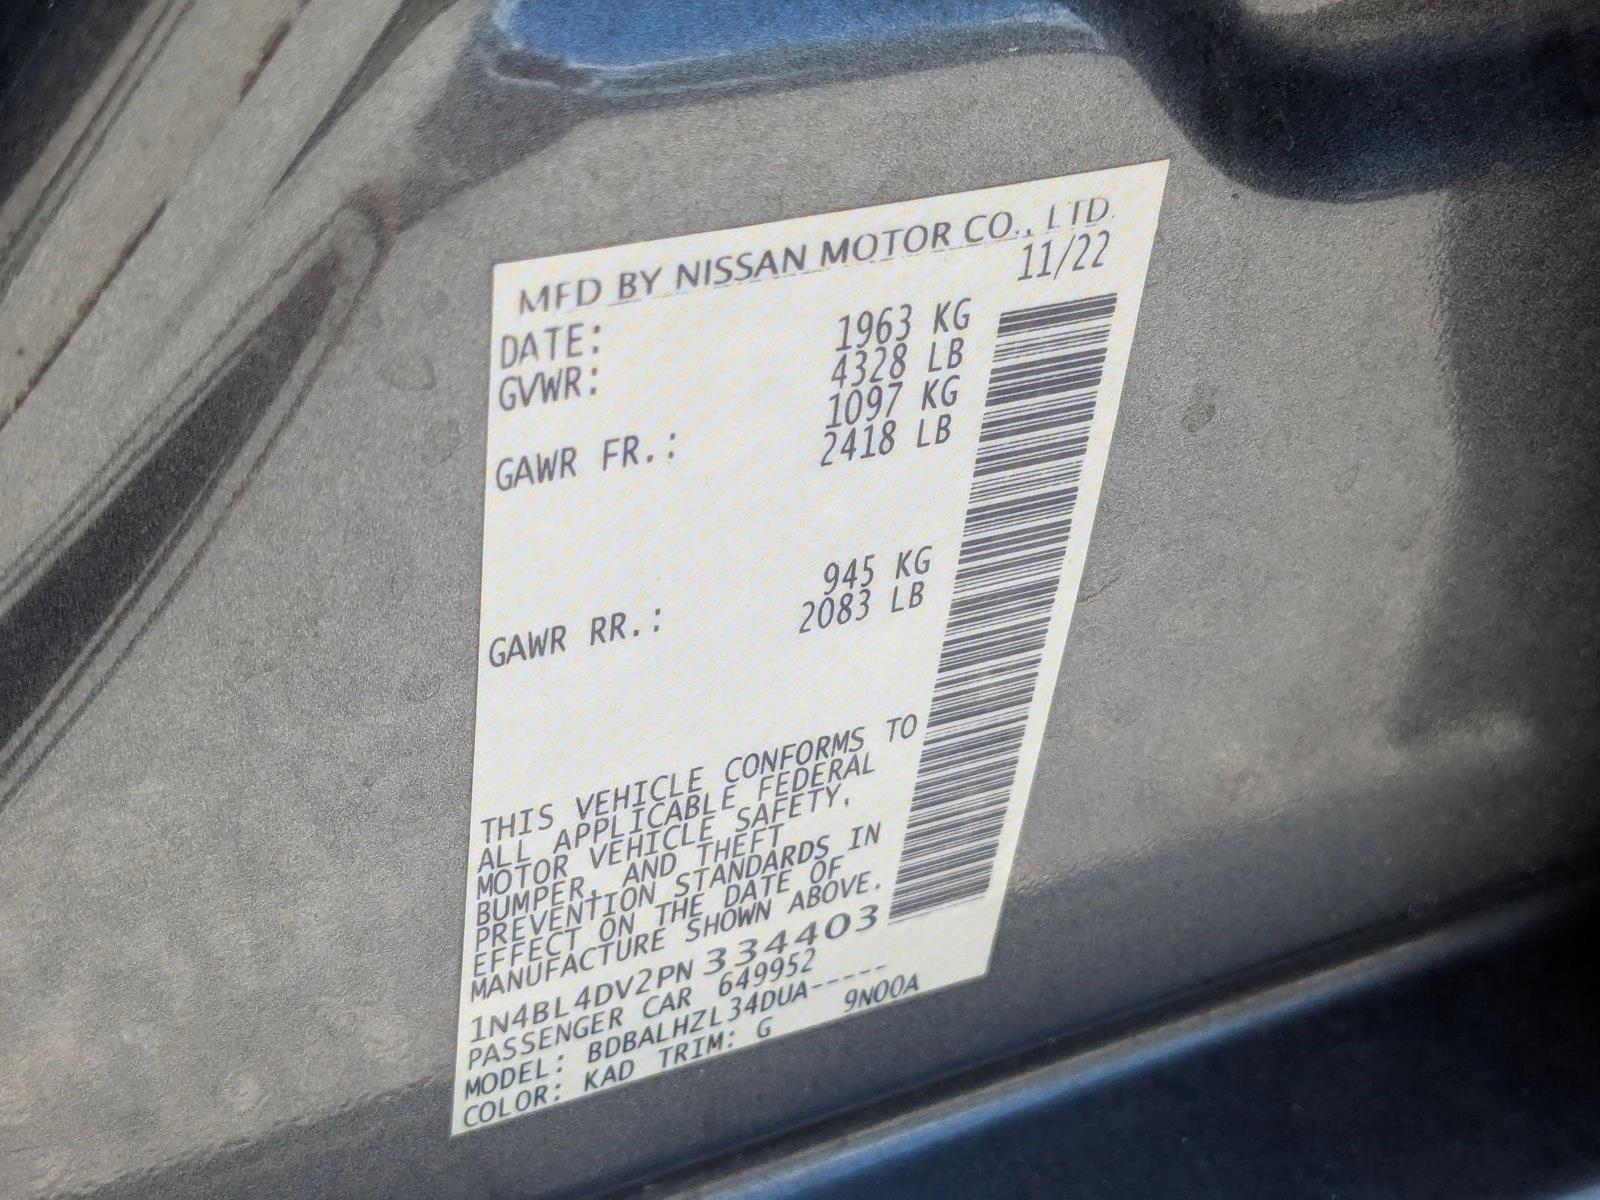 MFD BY NISSAN MOTOR CO., LTD.
DATE: 11/22
GVWR: 1963 KG
4328 LB
GAWR FR.: 1097 KG
2418 LB
GAWR RR.: 945 KG
2083 LB
THIS VEHICLE CONFORMS TO
ALL APPLICABLE FEDERAL
MOTOR VEHICLE SAFETY,
BUMPER, AND THEFT
PREVENTION STANDARDS IN
EFFECT ON THE DATE OF
MANUFACTURE SHOWN ABOVE.
1N4BL4DV2PN334403
PASSENGER CAR 649952
MODEL: BDBALHZL34DUA-----
COLOR: KAD TRIM: G 9N00A